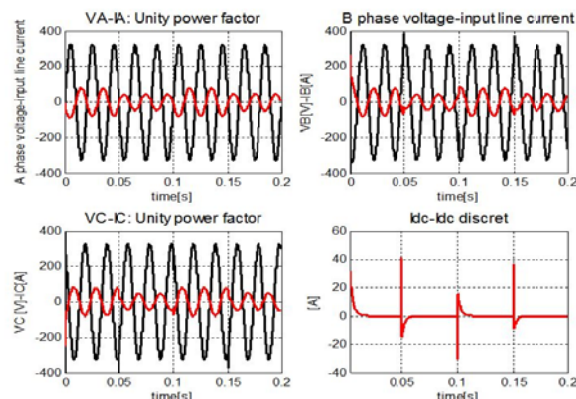 VA-IA: Unity power factor
A phase voltage-input line current
400
200
0
-200
-400
0 0.05 0.1 0.15 0.2
time[s]
B phase voltage-input line current
VB[V]-IB[A]
400
200
0
-200
-400
0 0.05 0.1 0.15 0.2
time[s]
VC-IC: Unity power factor
VC [V]-IC[A]
400
200
0
-200
-400
0 0.05 0.1 0.15 0.2
time[s]
Idc-Idc discret
[A]
60
40
20
0
-20
-40
0 0.05 0.1 0.15 0.2
time[s]